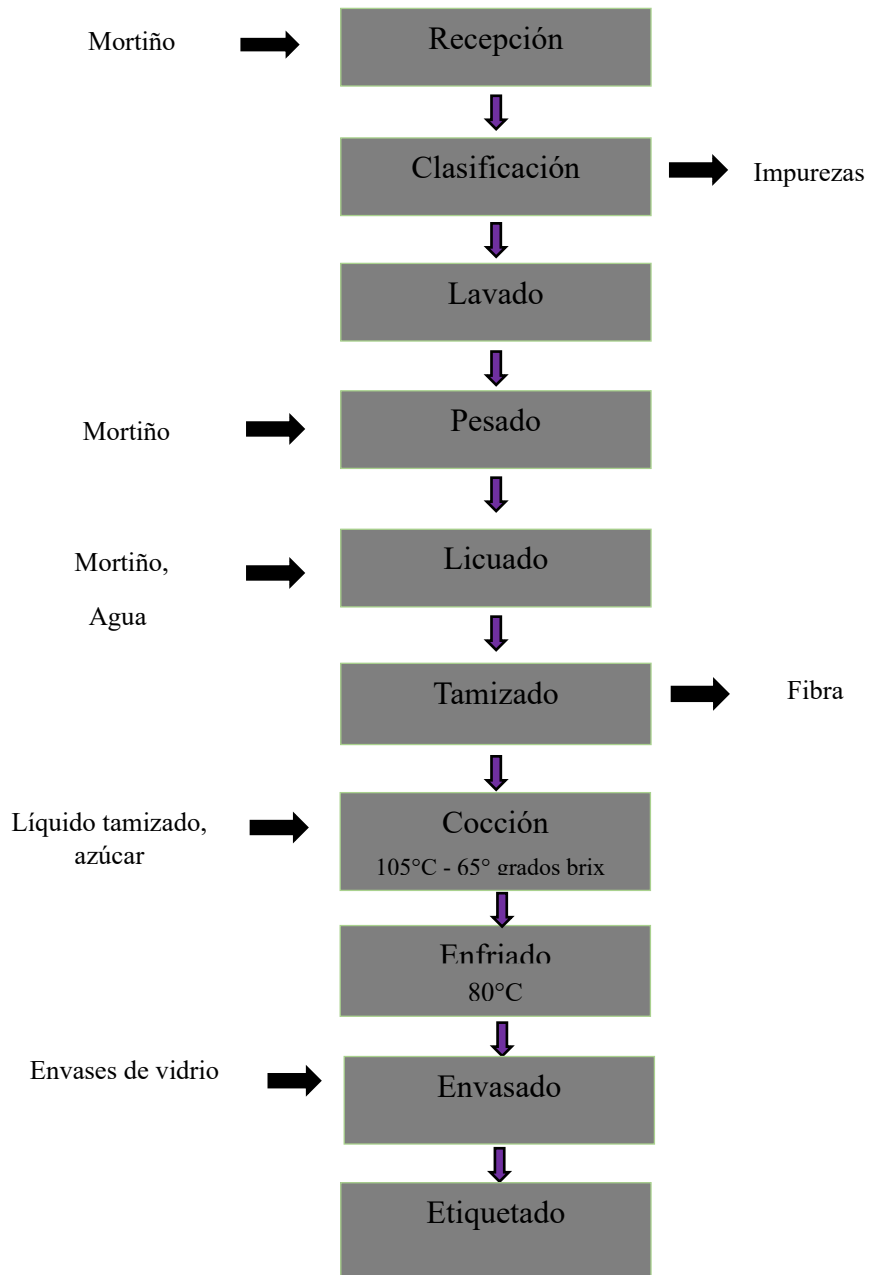 Mortiño
Recepción
Clasificación
Impurezas
Lavado
Mortiño
Pesado
Mortiño,
Agua
Licuado
Tamizado
Fibra
Líquido tamizado,
azúcar
Cocción
105°C - 65° grados brix
Enfriado
80°C
Envases de vidrio
Envasado
Etiquetado